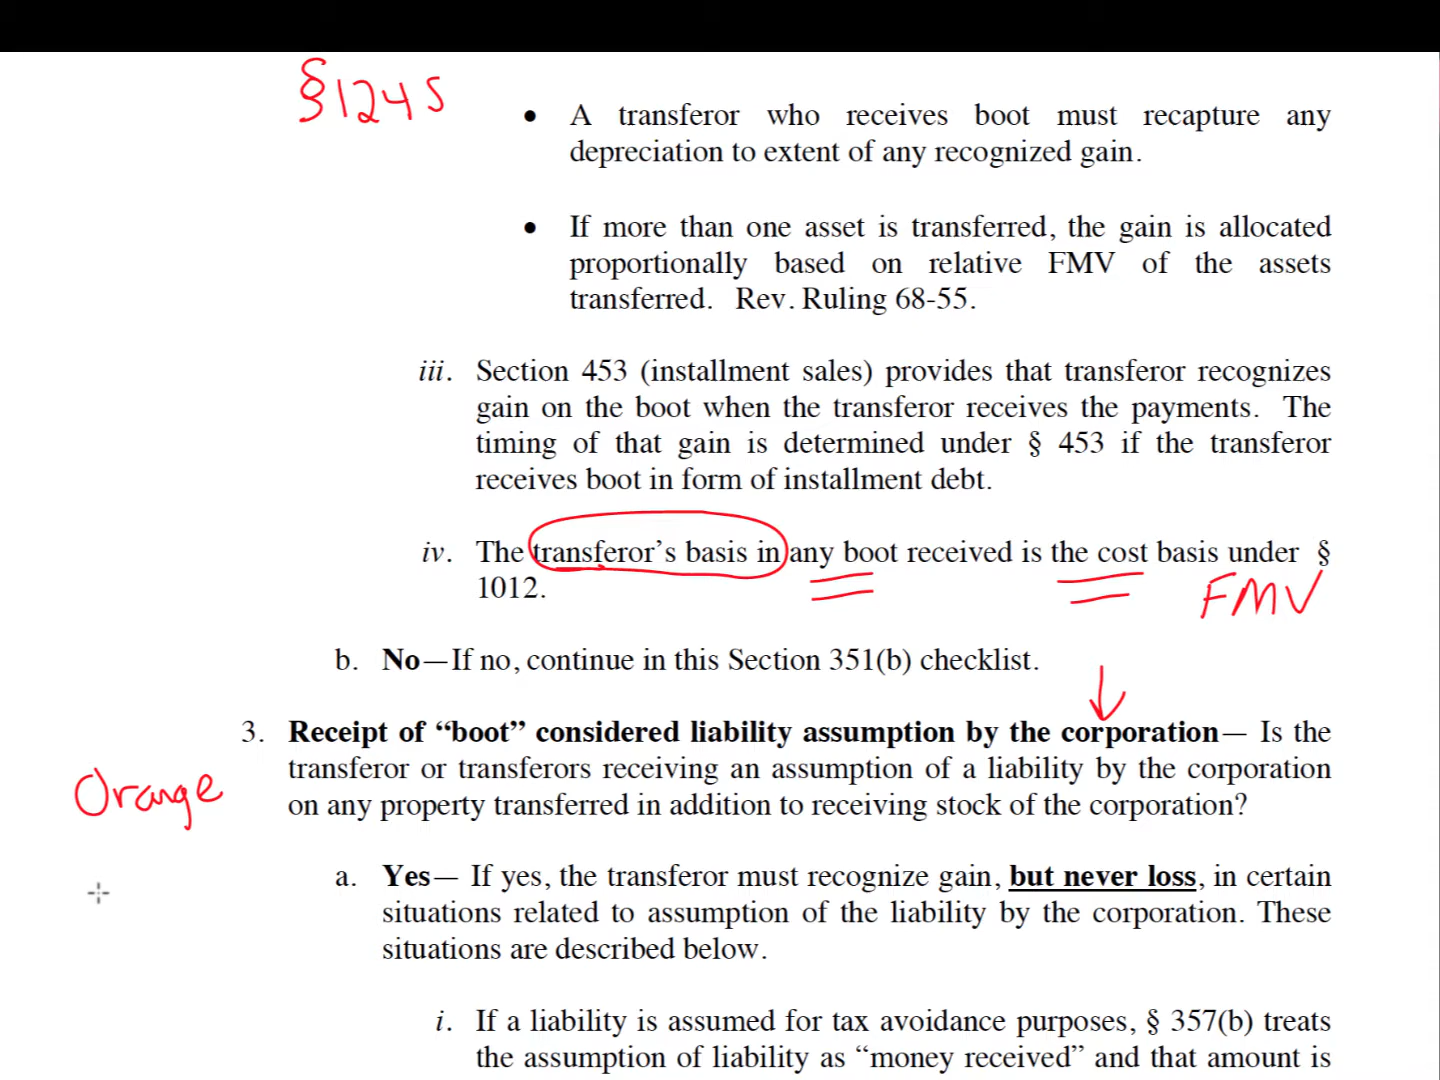 §1245
• A transferor who receives boot must recapture any
depreciation to extent of any recognized gain.
• If more than one asset is transferred, the gain is allocated
proportionally based on relative FMV of the assets
transferred. Rev. Ruling 68-55.
iii. Section 453 (installment sales) provides that transferor recognizes
gain on the boot when the transferor receives the payments. The
timing of that gain is determined under § 453 if the transferor
receives boot in form of installment debt.
iv. The transferor’s basis in any boot received is the cost basis under §
1012.
FMV
b. No—If no, continue in this Section 351(b) checklist.
3. Receipt of “boot” considered liability assumption by the corporation— Is the
transferor or transferors receiving an assumption of a liability by the corporation
on any property transferred in addition to receiving stock of the corporation?
Orange
a. Yes— If yes, the transferor must recognize gain, but never loss, in certain
situations related to assumption of the liability by the corporation. These
situations are described below.
i. If a liability is assumed for tax avoidance purposes, § 357(b) treats
the assumption of liability as “money received” and that amount is